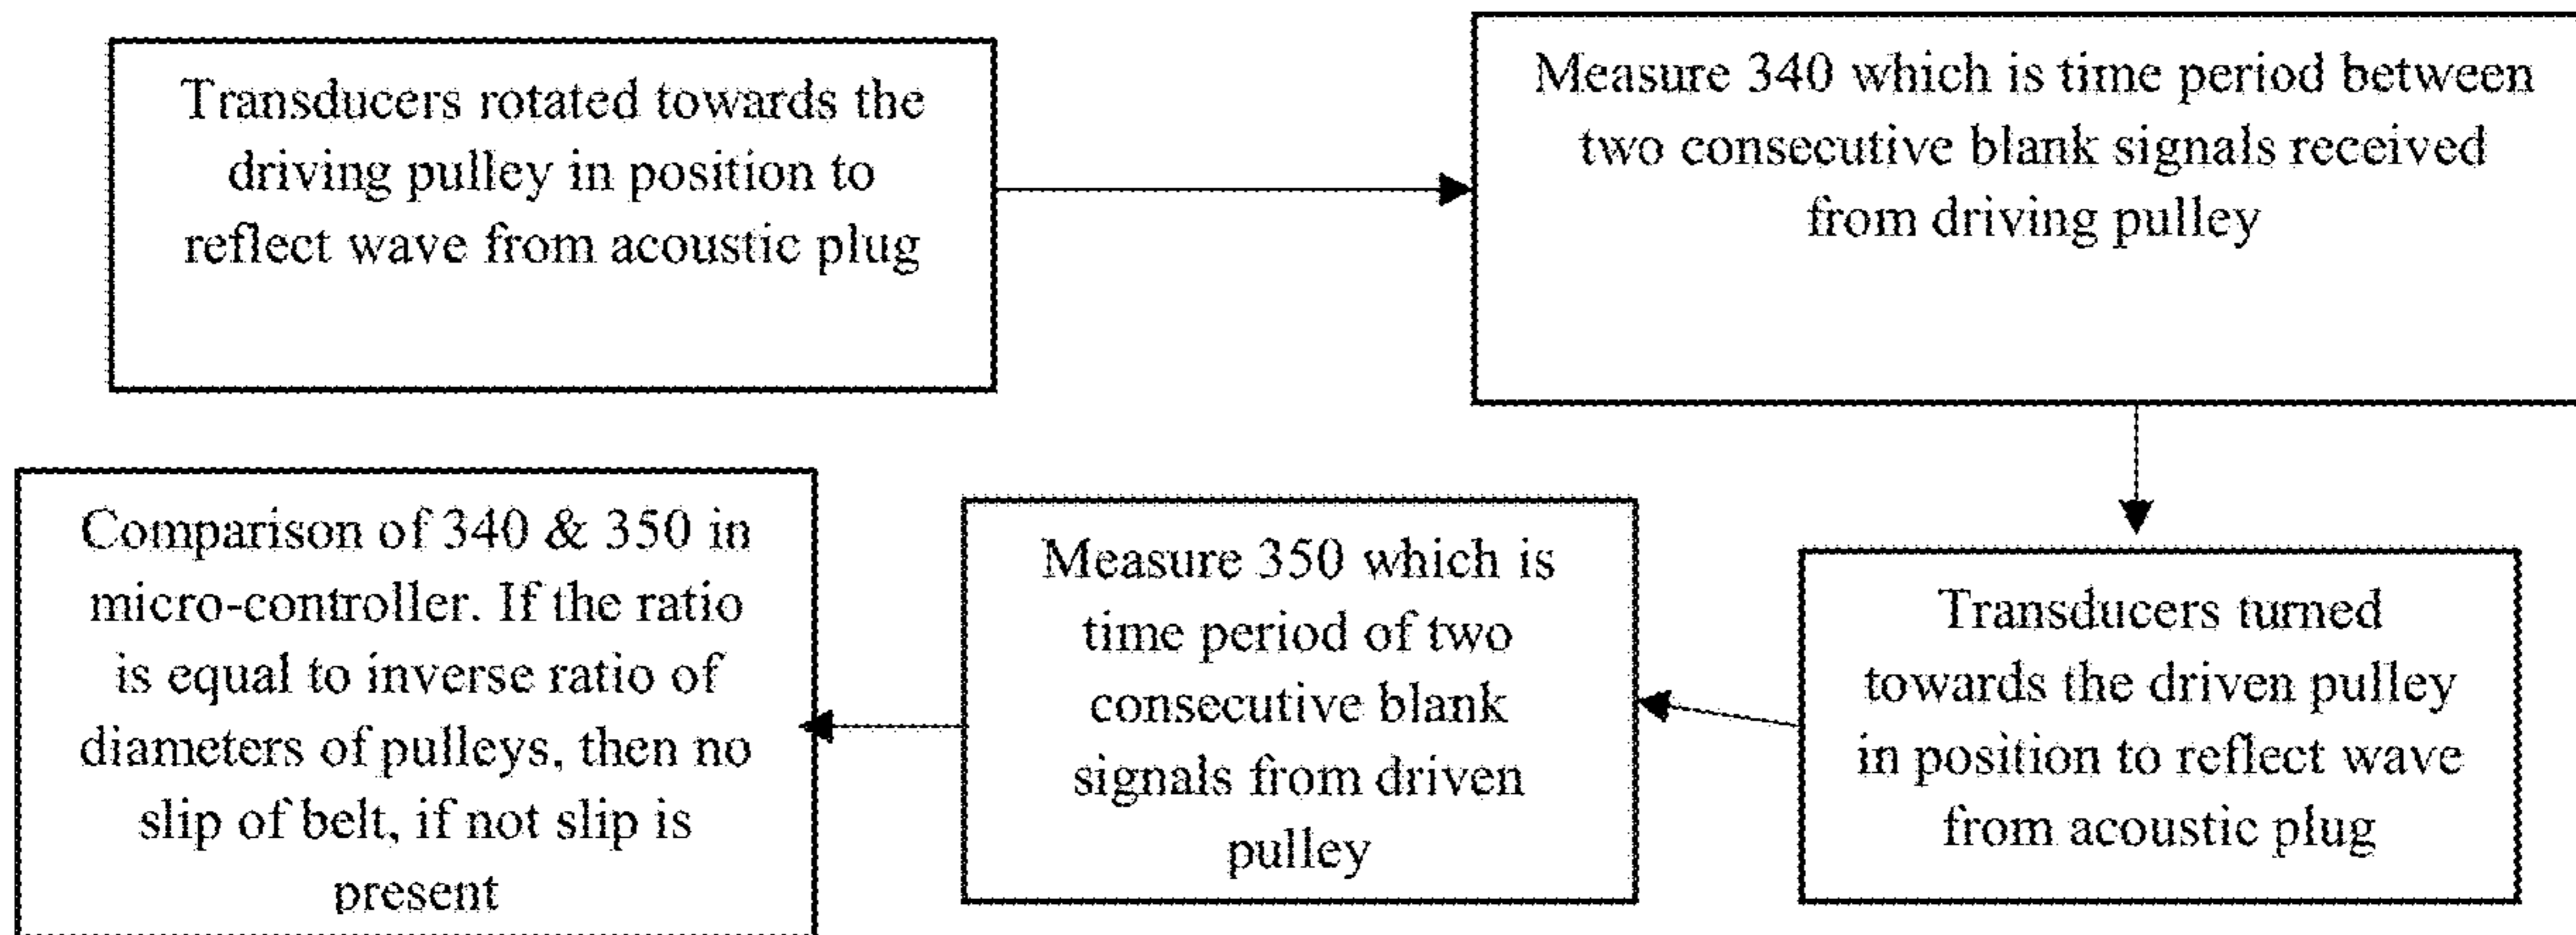 Transducers rotated towards the
driving pulley in position to
reflect wave from acoustic plug
Measure 340 which is time period between
two consecutive blank signals received
from driving pulley
Transducers turned
towards the driven pulley
in position to reflect wave
from acoustic plug
Measure 350 which is
time period of two
consecutive blank
signals from driven
pulley
Comparison of 340 & 350 in
micro-controller. If the ratio
is equal to inverse ratio of
diameters of pulleys, then no
slip of belt, if not slip is
present